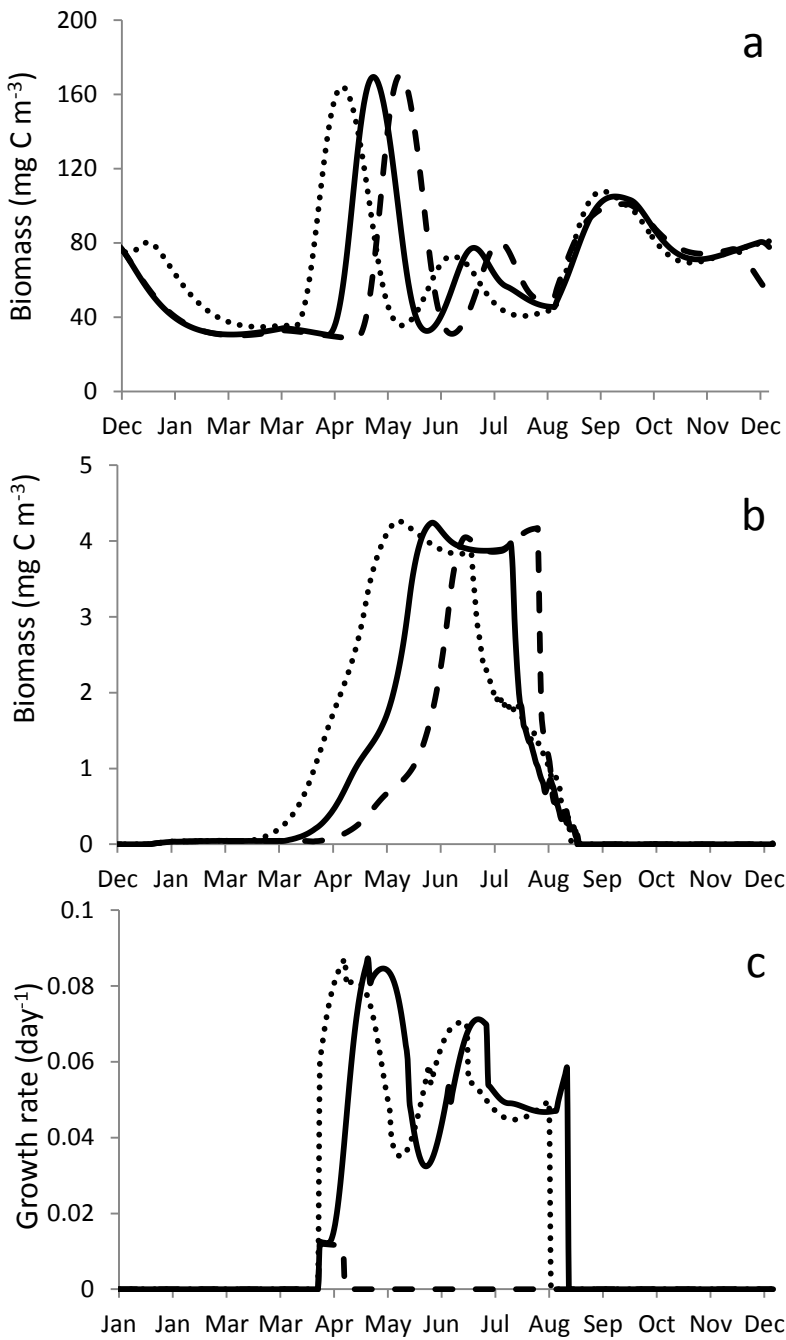 a
Biomass (mg C m⁻³)
200
160
120
80
40
0
Dec Jan Mar Mar Apr May Jun Jul Aug Sep Oct Nov Dec
b
Biomass (mg C m⁻³)
5
4
3
2
1
0
Dec Jan Mar Mar Apr May Jun Jul Aug Sep Oct Nov Dec
c
Growth rate (day⁻¹)
0.1
0.08
0.06
0.04
0.02
0
Jan Jan Mar Mar Apr May Jun Jul Aug Sep Oct Nov Dec